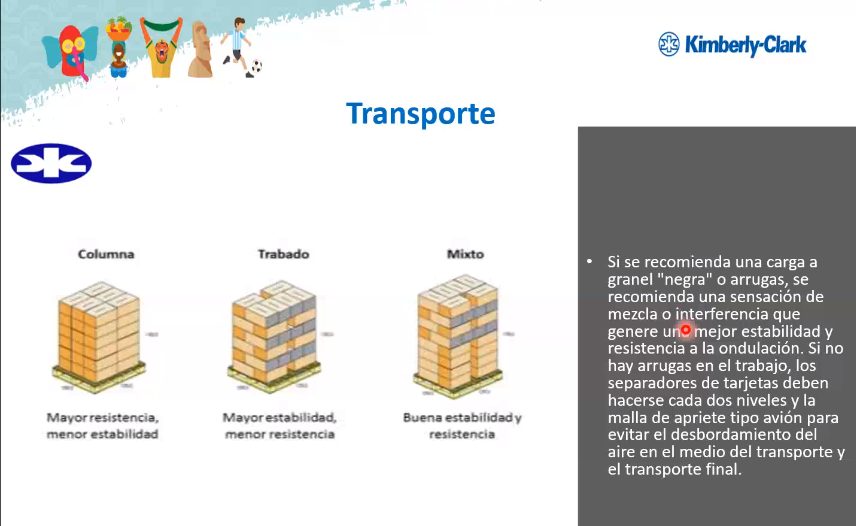 Kimberly-Clark
Transporte
Columna
Trabado
Mixto
Mayor resistencia,
menor estabilidad
Mayor estabilidad,
menor resistencia
Buena estabilidad y
resistencia
• Si se recomienda una carga a
granel "negra" o arrugas, se
recomienda una sensación de
mezcla o interferencia que
genere una mejor estabilidad y
resistencia a la ondulación. Si no
hay arrugas en el trabajo, los
separadores de tarjetas deben
hacerse cada dos niveles y la
malla de apriete tipo avión para
evitar el desbordamiento del
aire en el medio del transporte y
el transporte final.